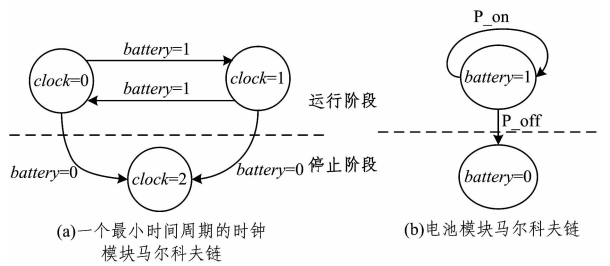 battery=1
clock=0
clock=1
battery=1
运行阶段
停止阶段
battery=0
clock=2
battery=0
(a)一个最小时间周期的时钟
模块马尔科夫链
P_on
battery=1
P_off
battery=0
(b)电池模块马尔科夫链